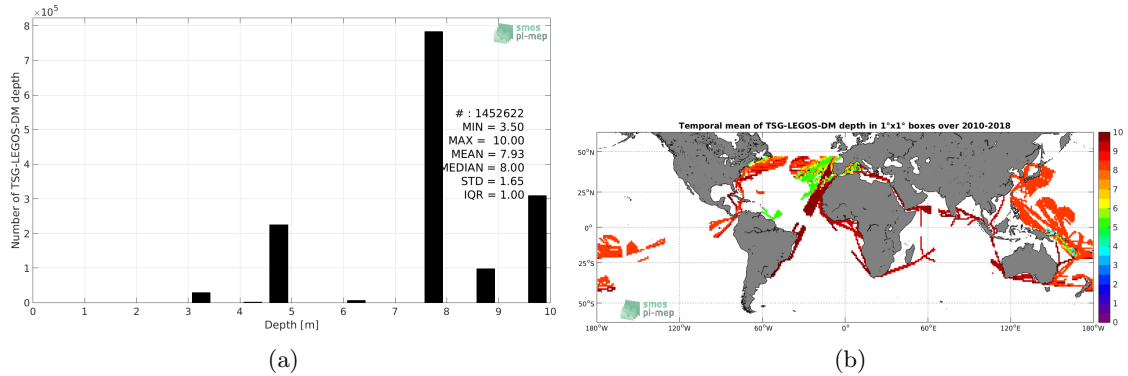 ×10⁵
8
7
6
5
4
3
2
1
0
Number of TSG-LEGOS-DM depth
smos
pi-mep
# : 1452622
MIN = 3.50
MAX = 10.00
MEAN = 7.93
MEDIAN = 8.00
STD = 1.65
IQR = 1.00
0 1 2 3 4 5 6 7 8 9 10
Depth [m]
(a)
Temporal mean of TSG-LEGOS-DM depth in 1°x1° boxes over 2010-2018
50°N
25°N
0°
25°S
50°S
smos
pi-mep
180°W 60°W 0° 60°E 120°E 180°W
10
9
8
7
6
5
4
3
2
1
0
(b)